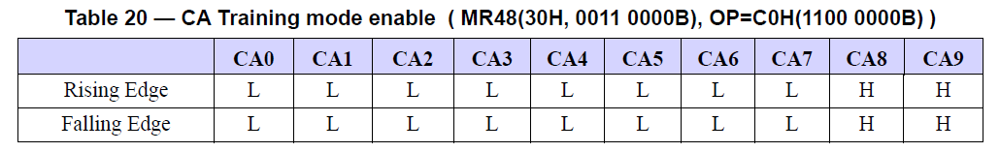 Table 20 — CA Training mode enable ( MR48(30H, 0011 0000B), OP=C0H(1100 0000B) )
CA0 CA1 CA2 CA3 CA4 CA5 CA6 CA7 CA8 CA9
Rising Edge L L L L L L L L H H
Falling Edge L L L L L L L L H H